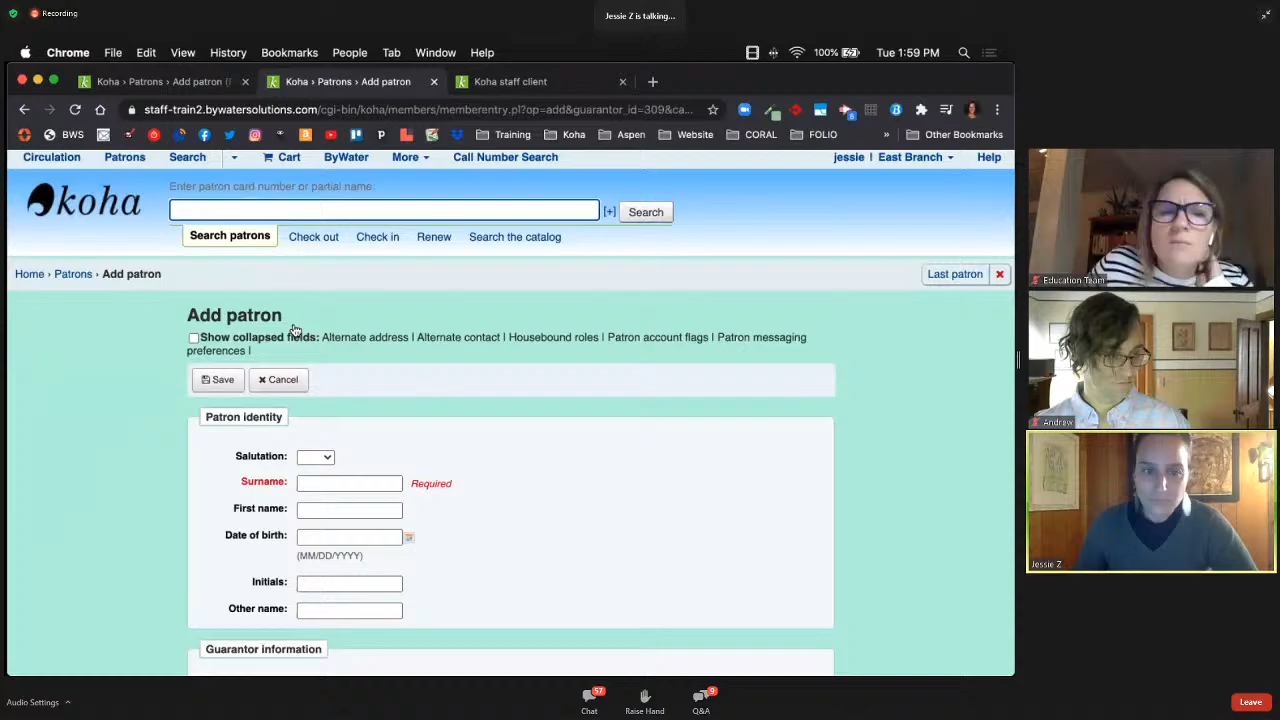 Recording
Jessie Z is talking...
Chrome File Edit View History Bookmarks People Tab Window Help 100% Tue 1:59 PM
Koha › Patrons › Add patron (F Koha › Patrons › Add patron Koha staff client
staff-train2.bywatersolutions.com/cgi-bin/koha/members/memberentry.pl?op=add&guarantor_id=309&ca...
BWS Training Koha Aspen Website CORAL FOLIO » Other Bookmarks
Circulation Patrons Search Cart ByWater More Call Number Search jessie | East Branch Help
koha
Enter patron card number or partial name:
[+] Search
Search patrons Check out Check in Renew Search the catalog
Home › Patrons › Add patron Last patron
Add patron
Show collapsed fields: Alternate address | Alternate contact | Housebound roles | Patron account flags | Patron messaging
preferences |
Save Cancel
Patron identity
Salutation:
Surname: Required
First name:
Date of birth:
(MM/DD/YYYY)
Initials:
Other name:
Guarantor information
Education Team
Andrew
Jessie Z
Audio Settings
57
Chat
Raise Hand
9
Q&A
Leave